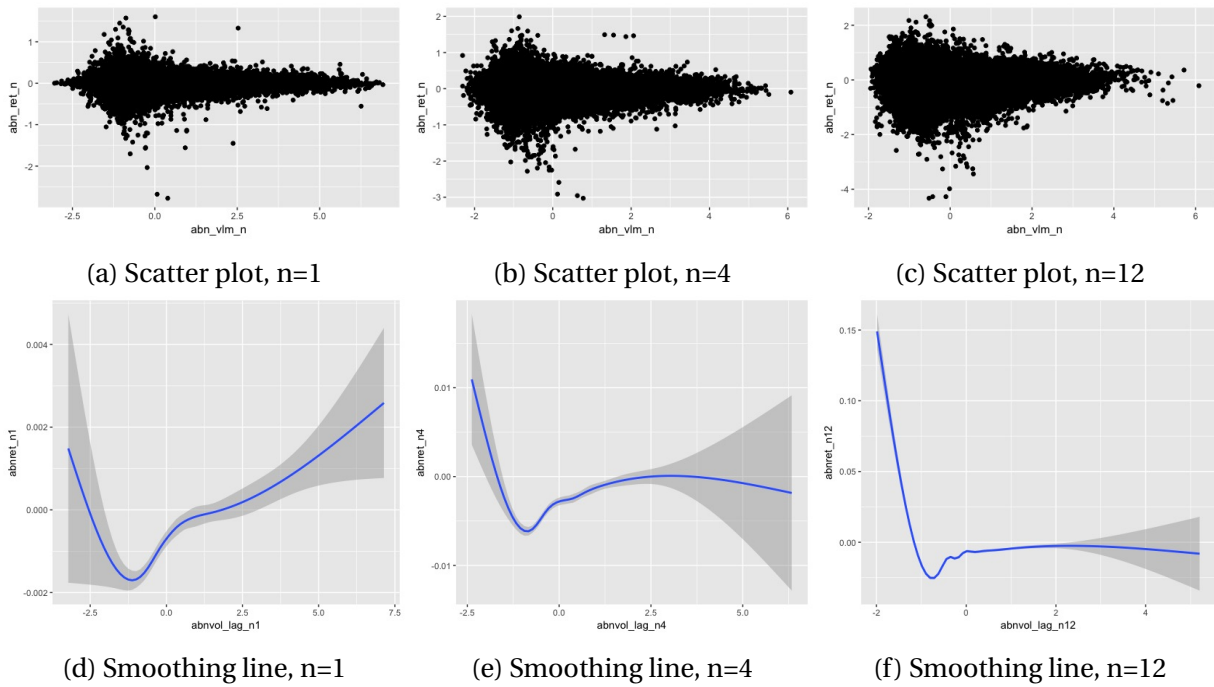 1
0
-1
-2
abn_ret_n
-2.5 0.0 2.5 5.0
abn_vlm_n
(a) Scatter plot, n=1
2
1
0
-1
-2
-3
abn_ret_n
-2 0 2 4 6
abn_vlm_n
(b) Scatter plot, n=4
2
0
-2
-4
abn_ret_n
-2 0 2 4 6
abn_vlm_n
(c) Scatter plot, n=12
0.004
0.002
0.000
-0.002
abnret_n1
-2.5 0.0 2.5 5.0 7.5
abnvol_lag_n1
(d) Smoothing line, n=1
0.01
0.00
-0.01
abnret_n4
-2.5 0.0 2.5 5.0
abnvol_lag_n4
(e) Smoothing line, n=4
0.15
0.10
0.05
0.00
abnret_n12
-2 0 2 4
abnvol_lag_n12
(f) Smoothing line, n=12